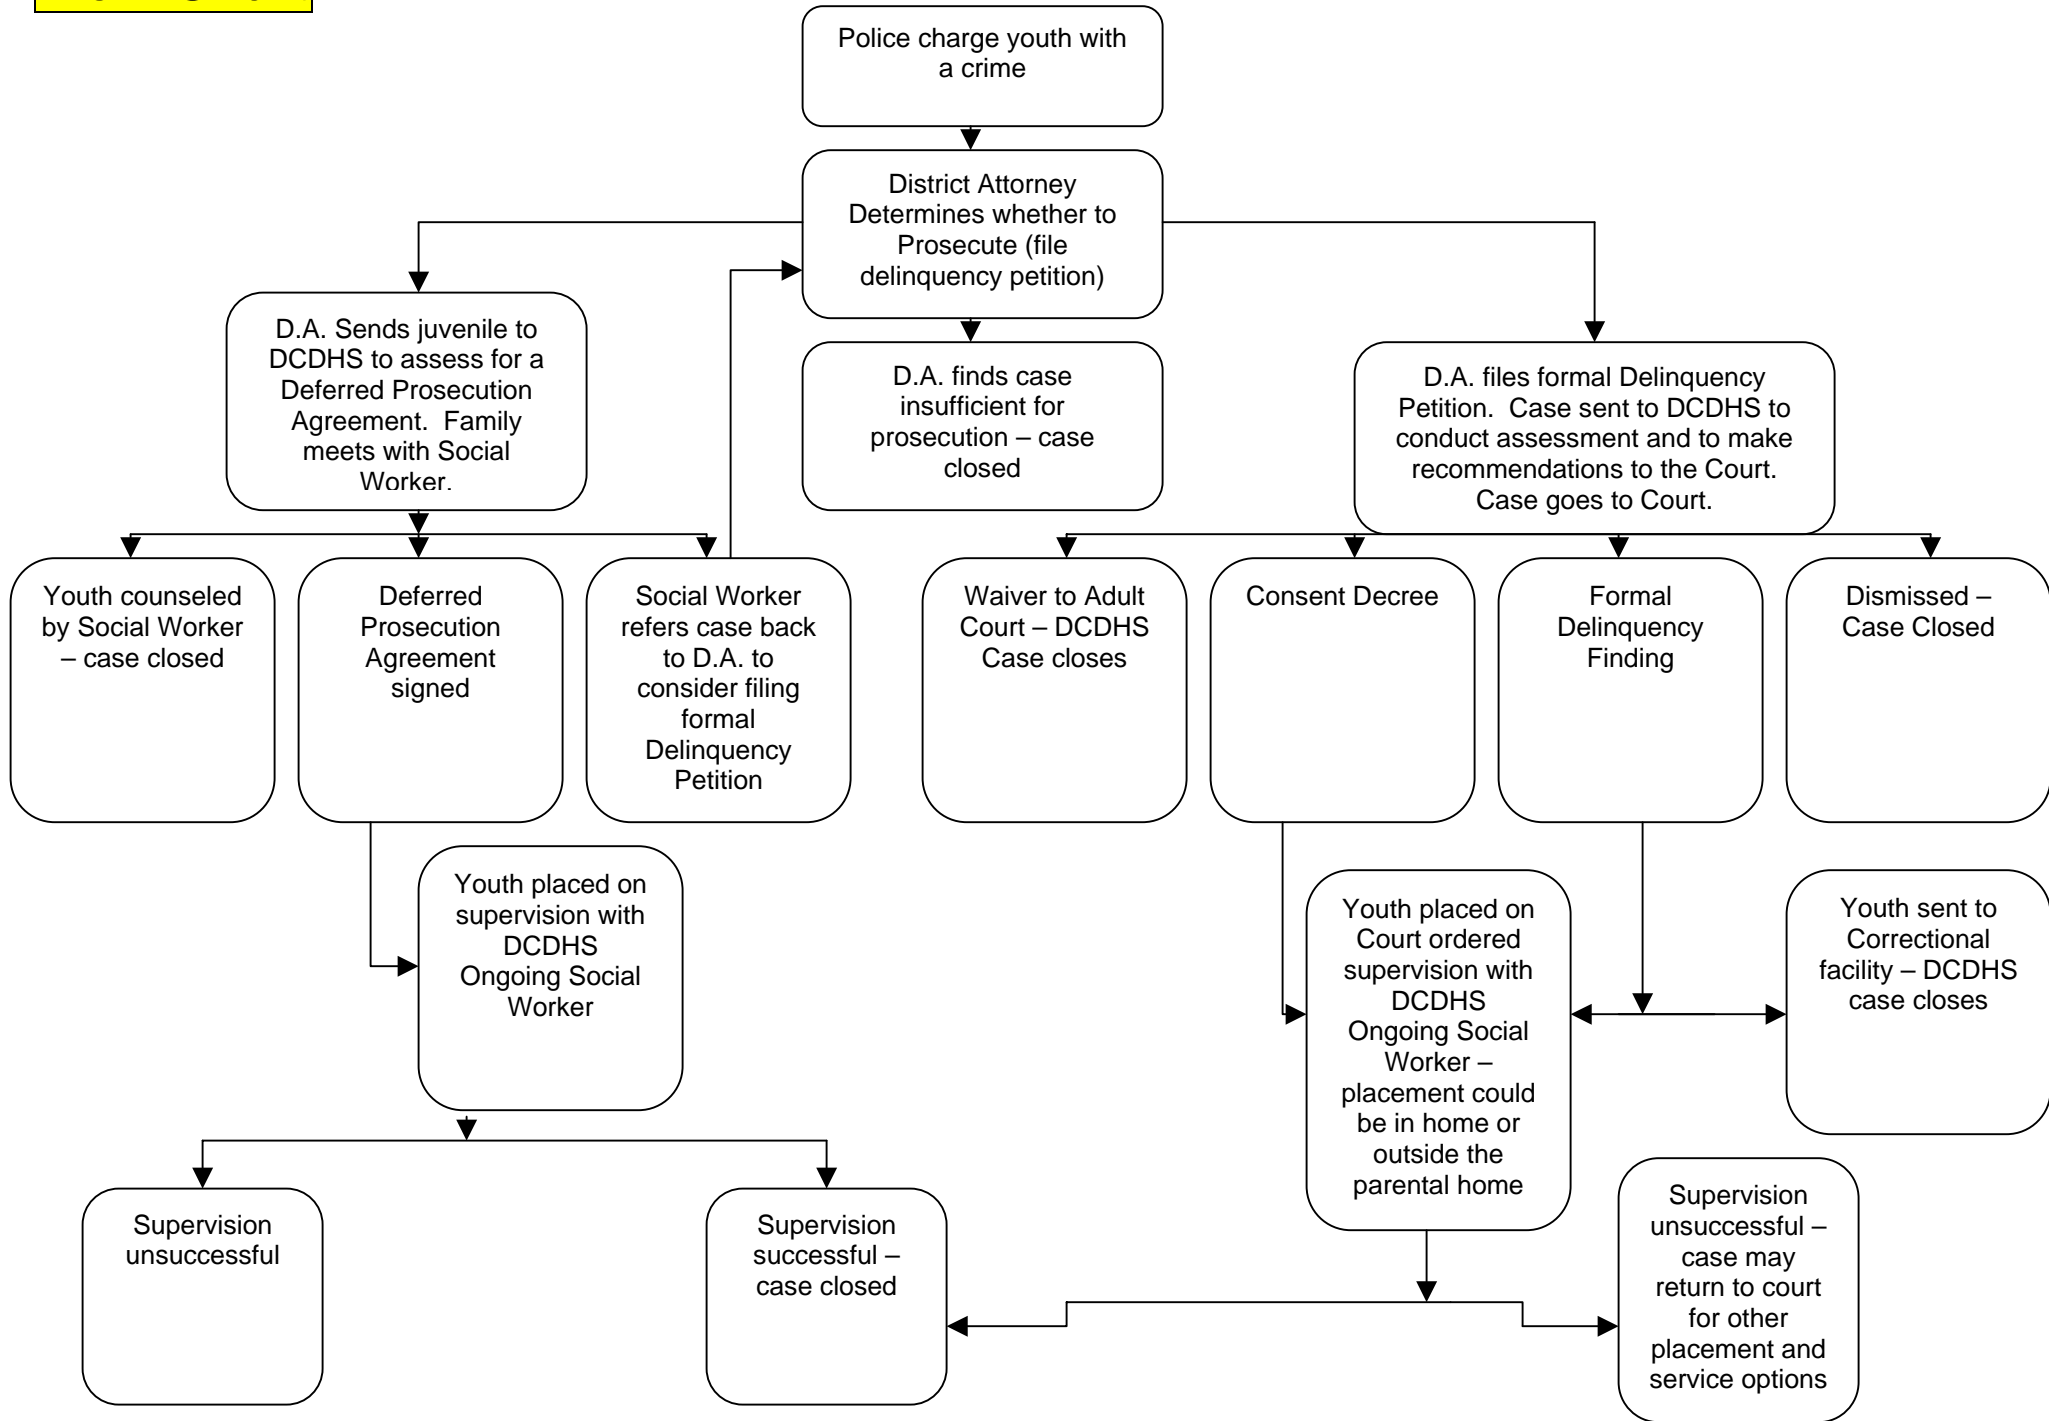 Police charge youth with
a crime
District Attorney
Determines whether to
Prosecute (file
delinquency petition)
D.A. Sends juvenile to
DCDHS to assess for a
Deferred Prosecution
Agreement.  Family
meets with Social
Worker.
D.A. finds case
insufficient for
prosecution – case
closed
D.A. files formal Delinquency
Petition.  Case sent to DCDHS to
conduct assessment and to make
recommendations to the Court.
Case goes to Court.
Youth counseled
by Social Worker
– case closed
Deferred
Prosecution
Agreement
signed
Social Worker
refers case back
to D.A. to
consider filing
formal
Delinquency
Petition
Waiver to Adult
Court – DCDHS
Case closes
Consent Decree
Formal
Delinquency
Finding
Dismissed –
Case Closed
Youth placed on
supervision with
DCDHS
Ongoing Social
Worker
Youth placed on
Court ordered
supervision with
DCDHS
Ongoing Social
Worker –
placement could
be in home or
outside the
parental home
Youth sent to
Correctional
facility – DCDHS
case closes
Supervision
unsuccessful
Supervision
successful –
case closed
Supervision
unsuccessful –
case may
return to court
for other
placement and
service options